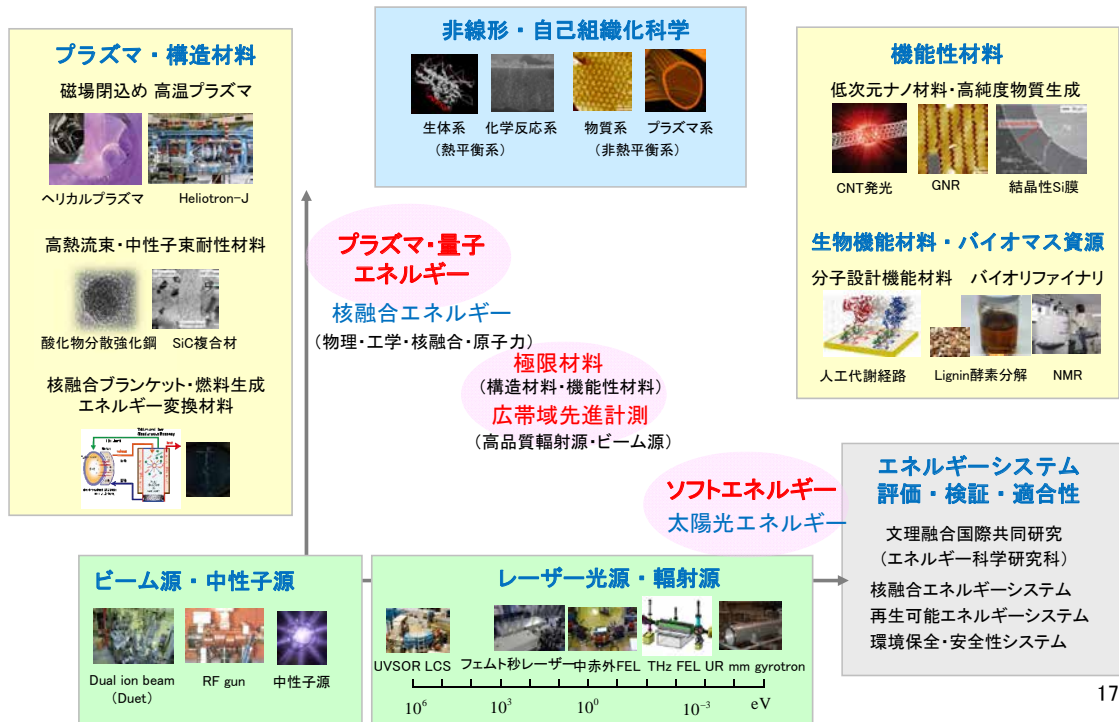 プラズマ・構造材料
磁場閉込め 高温プラズマ
ヘリカルプラズマ
Heliotron-J
高熱流束・中性子束耐性材料
酸化物分散強化鋼
SiC複合材
核融合ブランケット・燃料生成
エネルギー変換材料
非線形・自己組織化科学
生体系
化学反応系
物質系
プラズマ系
(熱平衡系)
(非熱平衡系)
機能性材料
低次元ナノ材料・高純度物質生成
CNT発光
GNR
結晶性Si膜
生物機能材料・バイオマス資源
分子設計機能材料
バイオリファイナリ
人工代謝経路
Lignin酵素分解
NMR
プラズマ・量子
エネルギー
核融合エネルギー
(物理・工学・核融合・原子力)
極限材料
(構造材料・機能性材料)
広帯域先進計測
(高品質輻射源・ビーム源)
ソフトエネルギー
太陽光エネルギー
エネルギーシステム
評価・検証・適合性
文理融合国際共同研究
(エネルギー科学研究科)
核融合エネルギーシステム
再生可能エネルギーシステム
環境保全・安全性システム
ビーム源・中性子源
Dual ion beam
(Duet)
RF gun
中性子源
レーザー光源・輻射源
UVSOR LCS
フェムト秒レーザー
中赤外FEL
THz FEL UR
mm gyrotron
10⁶
10³
10⁰
10⁻³
eV
17